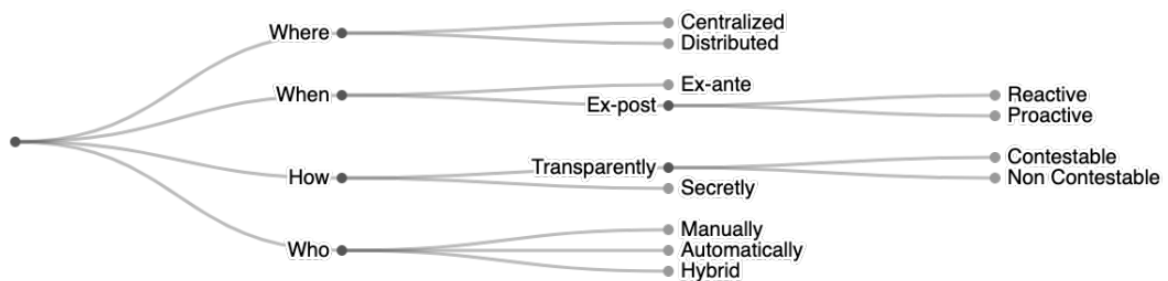 Where
Centralized
Distributed
When
Ex-ante
Ex-post
Reactive
Proactive
How
Transparently
Contestable
Non Contestable
Secretly
Who
Manually
Automatically
Hybrid